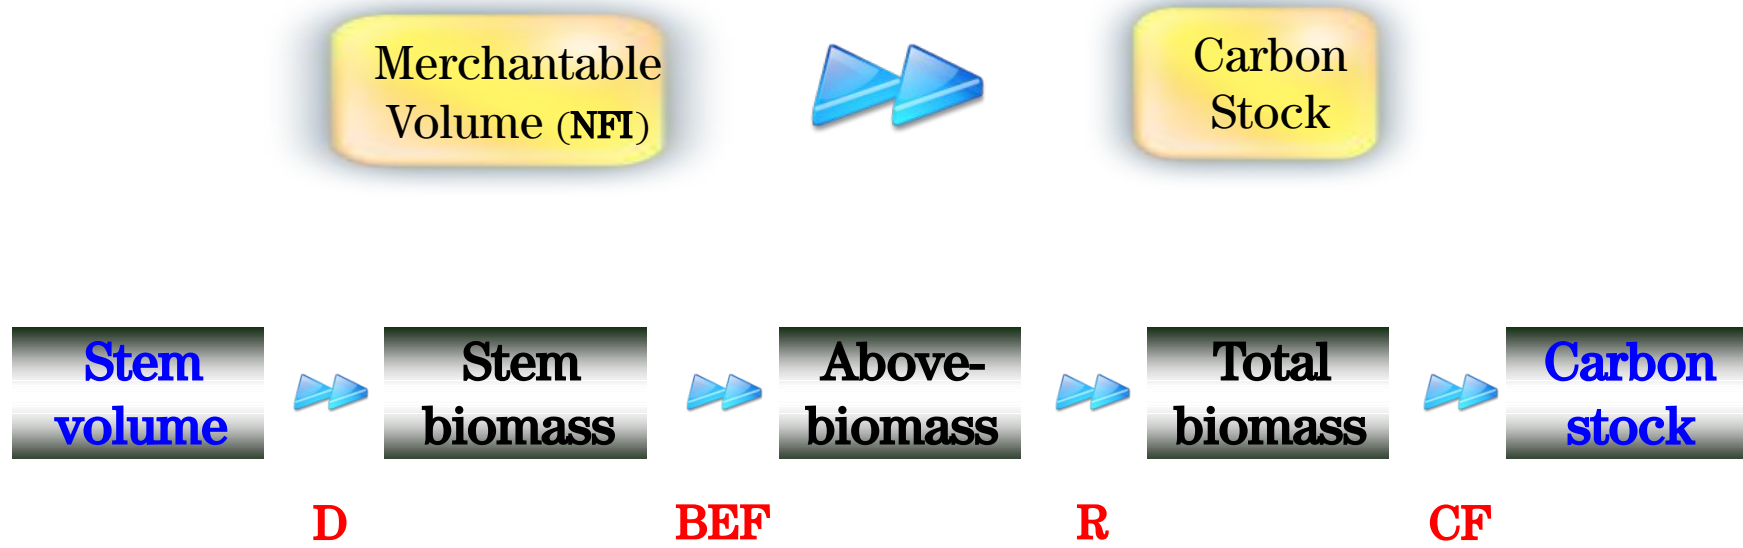 Merchantable
Volume (NFI)
Carbon
Stock
Stem
volume
Stem
biomass
Above-
biomass
Total
biomass
Carbon
stock
D
BEF
R
CF